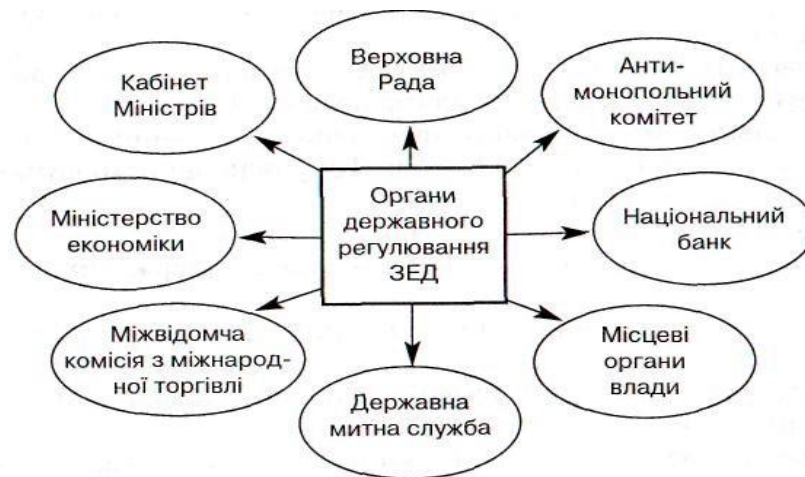 Верховна
Рада
Кабінет
Міністрів
Анти-
монопольний
комітет
Органи
державного
регулювання
ЗЕД
Міністерство
економіки
Національний
банк
Міжвідомча
комісія з міжнарод-
ної торгівлі
Місцеві
органи
влади
Державна
митна служба